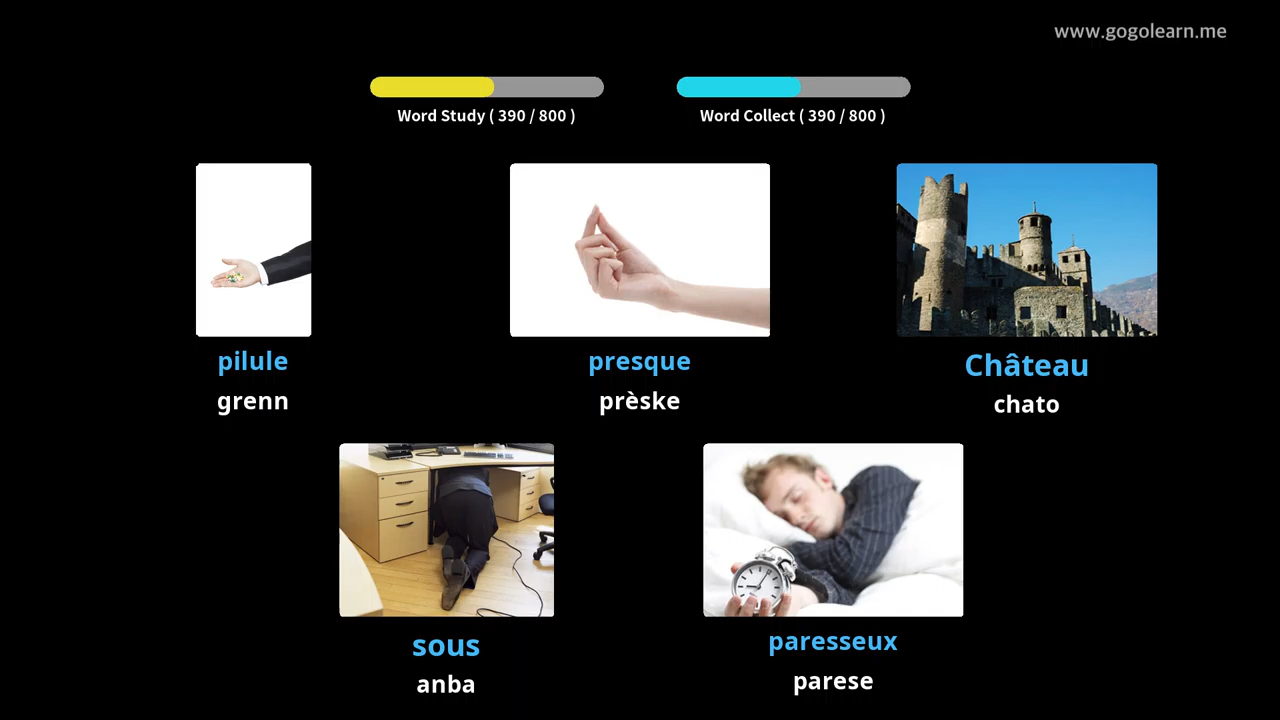 www.gogolearn.me
Word Study ( 390 / 800 )
Word Collect ( 390 / 800 )
pilule
grenn
presque
prèske
Château
chato
sous
anba
paresseux
parese